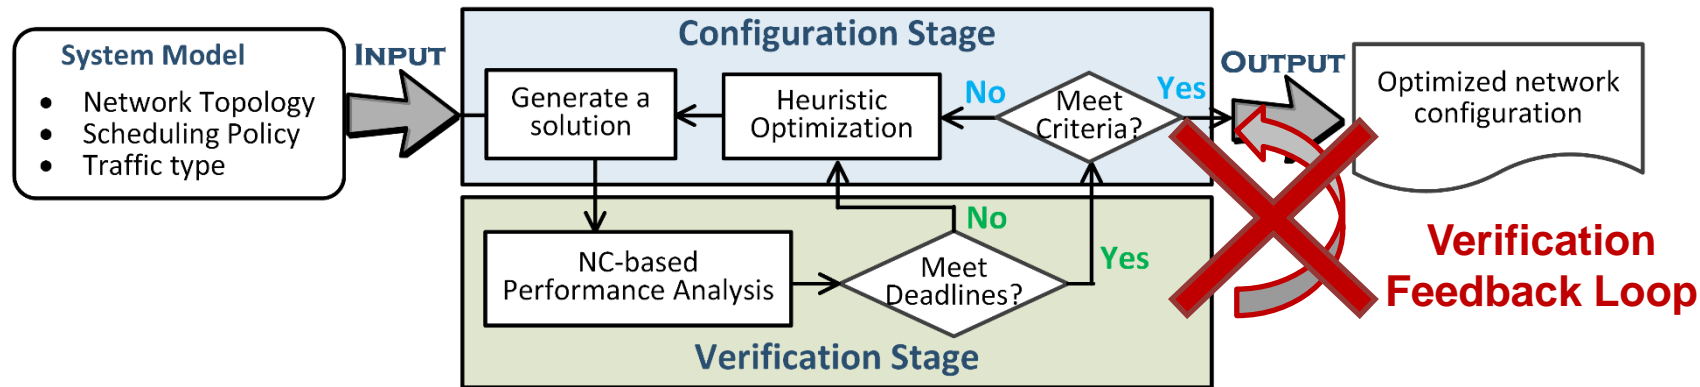 System Model
• Network Topology
• Scheduling Policy
• Traffic type
INPUT
Configuration Stage
Generate a
solution
Heuristic
Optimization
No
Meet
Criteria?
Yes
OUTPUT
Optimized network
configuration
NC-based
Performance Analysis
No
Meet
Deadlines?
Yes
Verification Stage
Verification
Feedback Loop